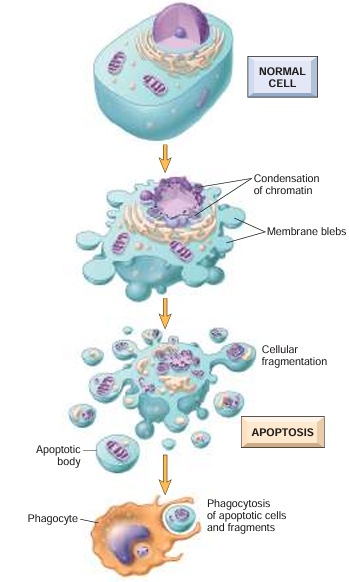 NORMAL
CELL
Condensation
of chromatin
Membrane blebs
Cellular
fragmentation
APOPTOSIS
Apoptotic
body
Phagocytosis
of apoptotic cells
and fragments
Phagocyte